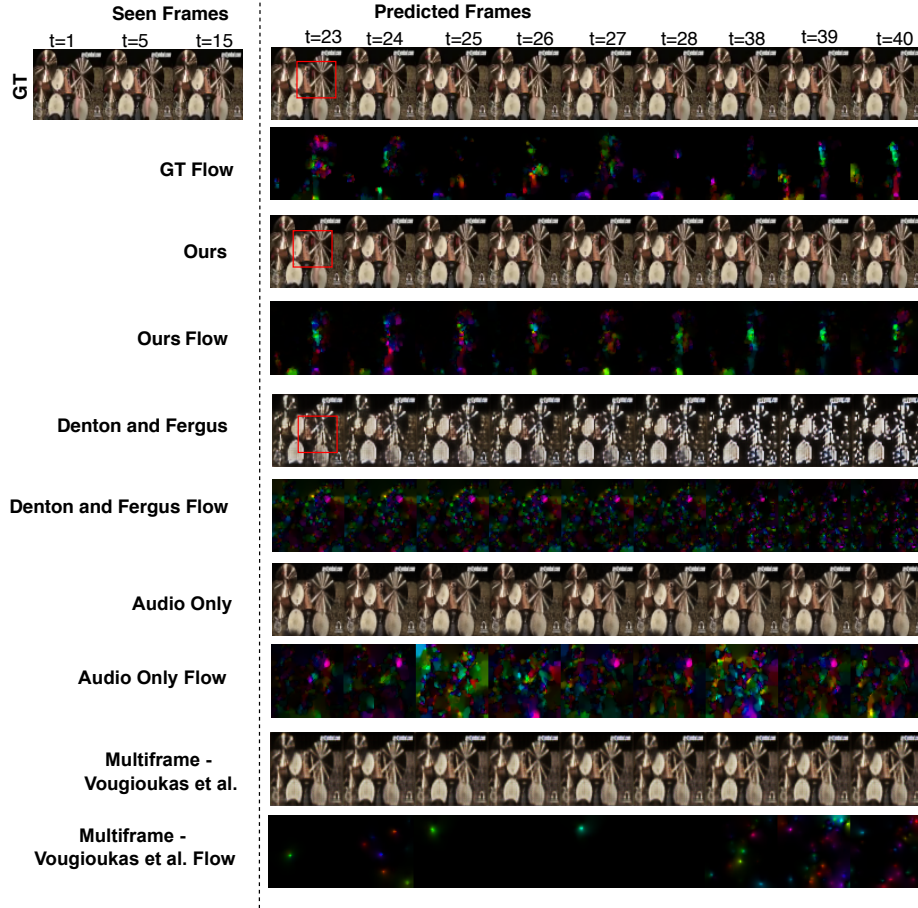 Seen Frames
Predicted Frames
t=1 t=5 t=15
t=23 t=24 t=25 t=26 t=27 t=28 t=38 t=39 t=40
GT
GT Flow
Ours
Ours Flow
Denton and Fergus
Denton and Fergus Flow
Audio Only
Audio Only Flow
Multiframe -
Vougioukas et al.
Multiframe -
Vougioukas et al. Flow